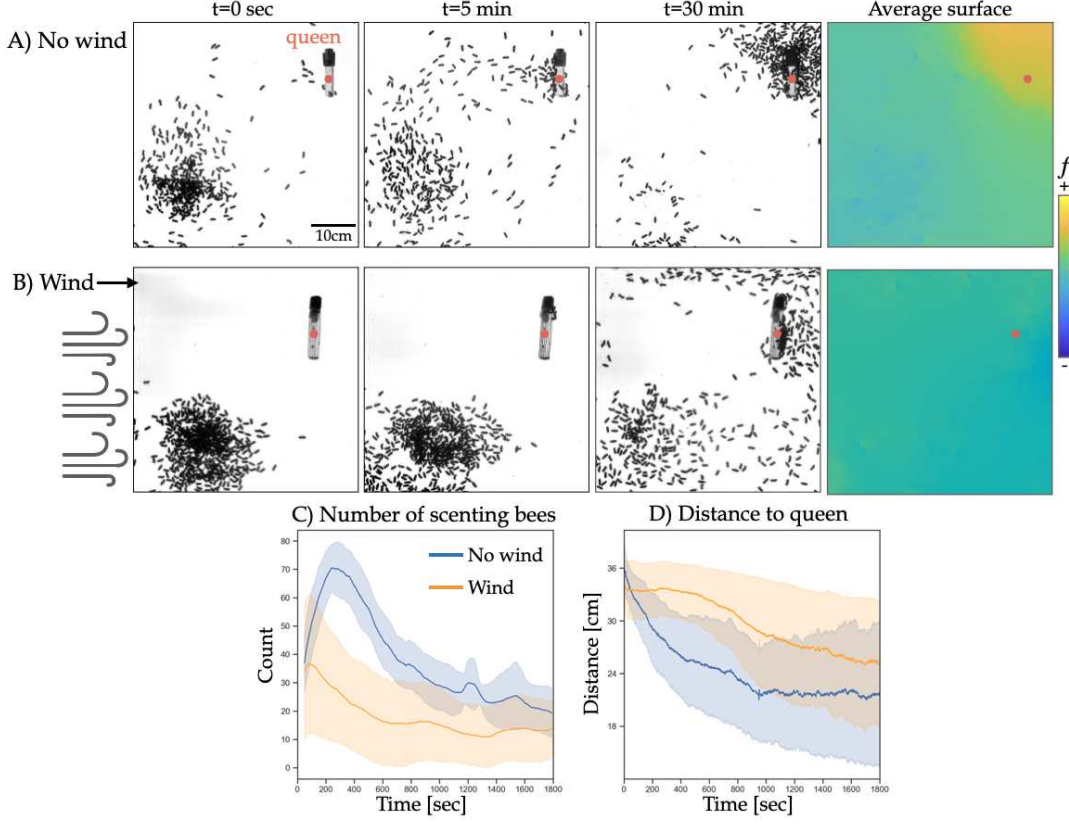 t=0 sec t=5 min t=30 min Average surface
A) No wind
queen
10cm
f
+
-
B) Wind
C) Number of scenting bees
80
70
60
50
40
30
20
10
0
Count
No wind
Wind
0 200 400 600 800 1000 1200 1400 1600 1800
Time [sec]
D) Distance to queen
36
30
24
18
Distance [cm]
0 200 400 600 800 1000 1200 1400 1600 1800
Time [sec]